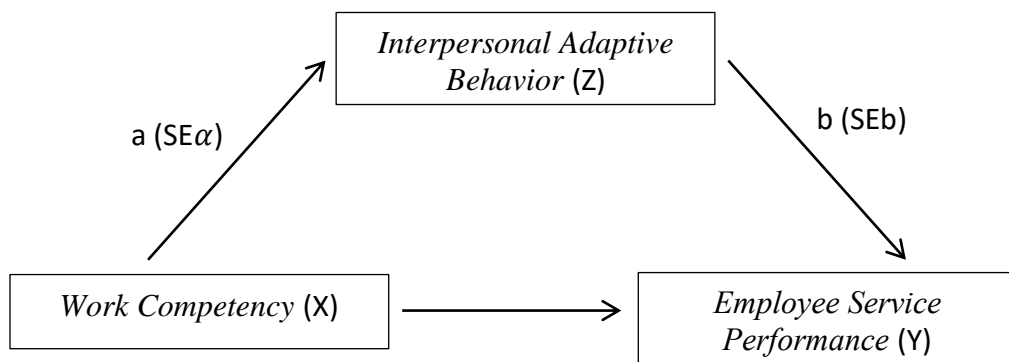 Interpersonal Adaptive
Behavior (Z)
a (SEα)
b (SEb)
Work Competency (X)
Employee Service
Performance (Y)